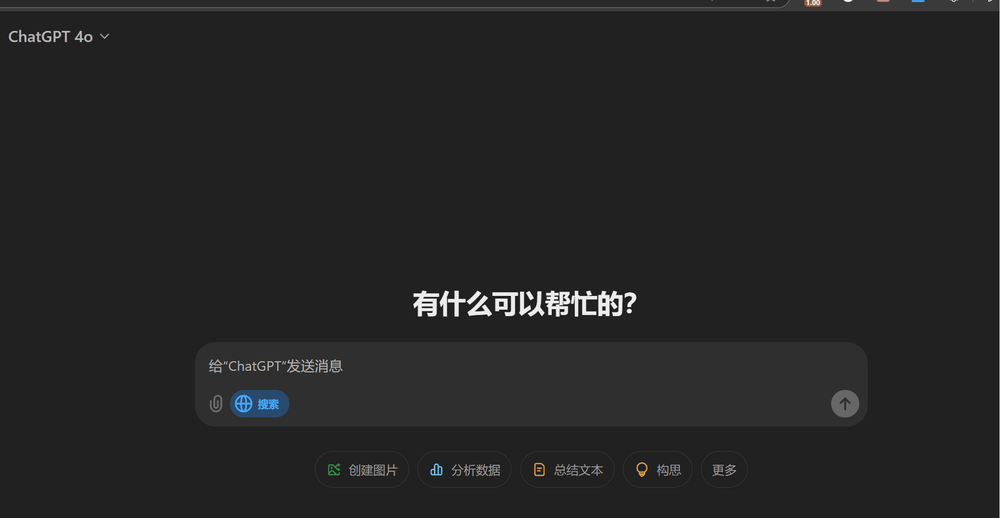 1.00
ChatGPT 4o
有什么可以帮忙的?
给“ChatGPT”发送消息
搜索
创建图片
分析数据
总结文本
构思
更多